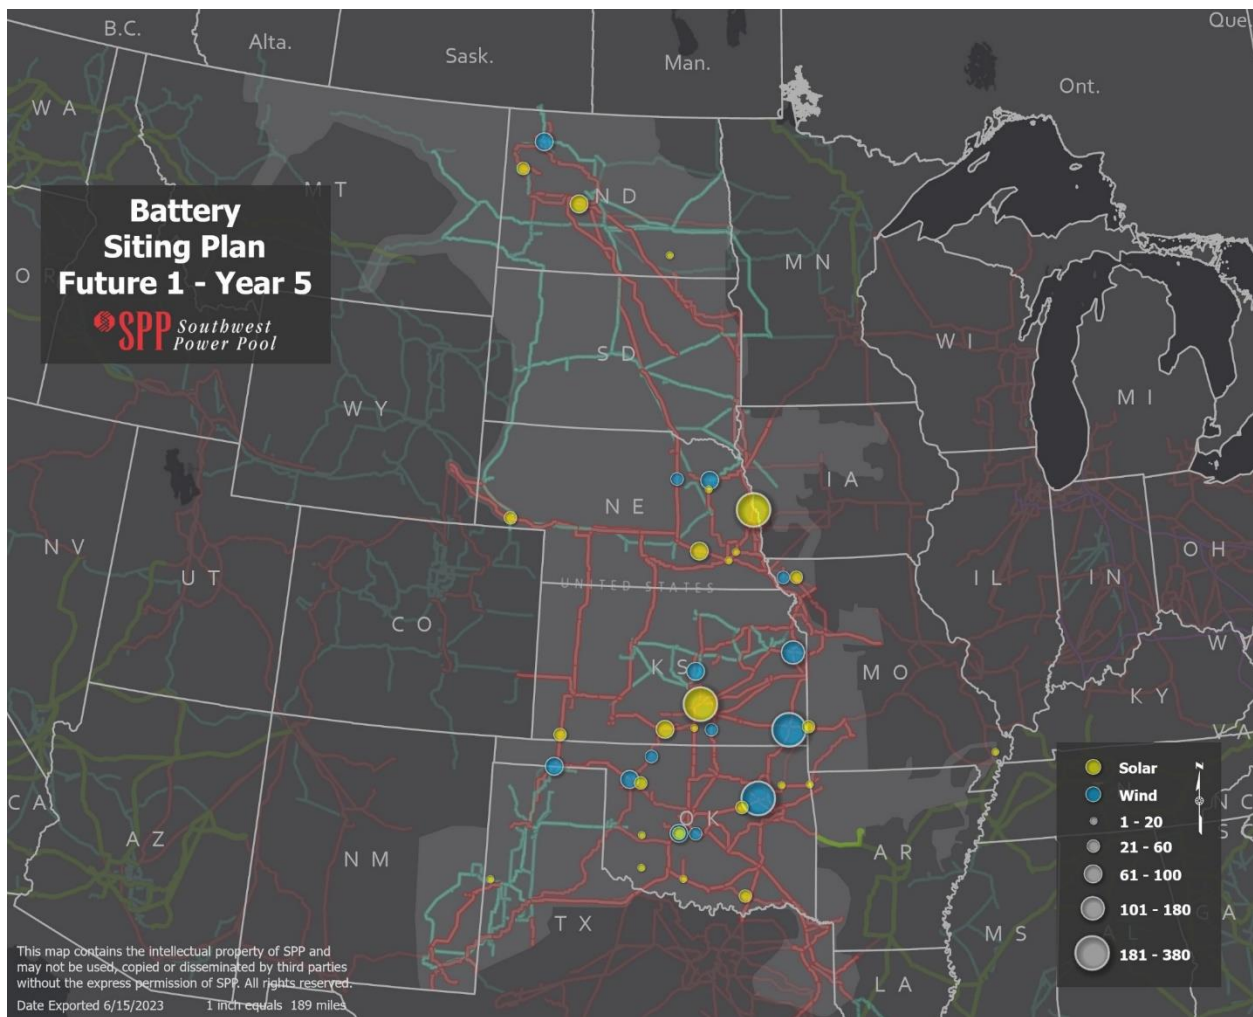 B.C.
Alta.
Sask.
Man.
Ont.
Que.
WA
MT
ND
MN
OR
Battery
Siting Plan
Future 1 - Year 5
SPP Southwest
Power Pool
SD
WI
MI
WY
IA
NE
NV
UT
UNITED STATES
IL
IN
OH
CO
KS
MO
W
KY
VA
CA
AZ
NM
OK
AR
TX
MS
AL
GA
LA
NC
S
Solar
Wind
N
1 - 20
21 - 60
61 - 100
101 - 180
181 - 380
This map contains the intellectual property of SPP and
may not be used, copied or disseminated by third parties
without the express permission of SPP. All rights reserved.
Date Exported 6/15/2023 1 inch equals 189 miles